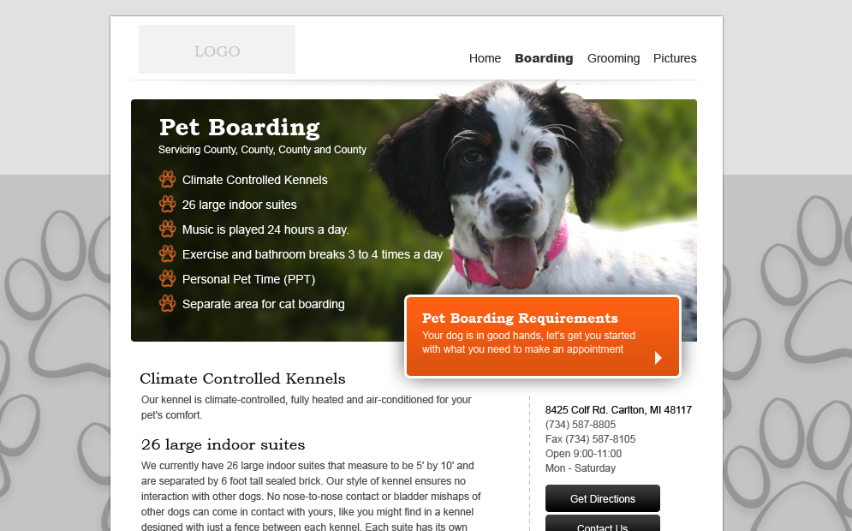 LOGO
Home Boarding Grooming Pictures
Pet Boarding
Servicing County, County, County and County
Climate Controlled Kennels
26 large indoor suites
Music is played 24 hours a day.
Exercise and bathroom breaks 3 to 4 times a day
Personal Pet Time (PPT)
Separate area for cat boarding
Pet Boarding Requirements
Your dog is in good hands, let's get you started
with what you need to make an appointment
Climate Controlled Kennels
Our kennel is climate-controlled, fully heated and air-conditioned for your
pet's comfort.
26 large indoor suites
We currently have 26 large indoor suites that measure to be 5' by 10' and
are separated by 6 foot tall sealed brick. Our style of kennel ensures no
interaction with other dogs. No nose-to-nose contact or bladder mishaps of
other dogs can come in contact with yours, like you might find in a kennel
designed with just a fence between each kennel. Each suite has its own
8425 Colf Rd. Carlton, MI 48117
(734) 587-8805
Fax (734) 587-8105
Open 9:00-11:00
Mon - Saturday
Get Directions
Contact Us